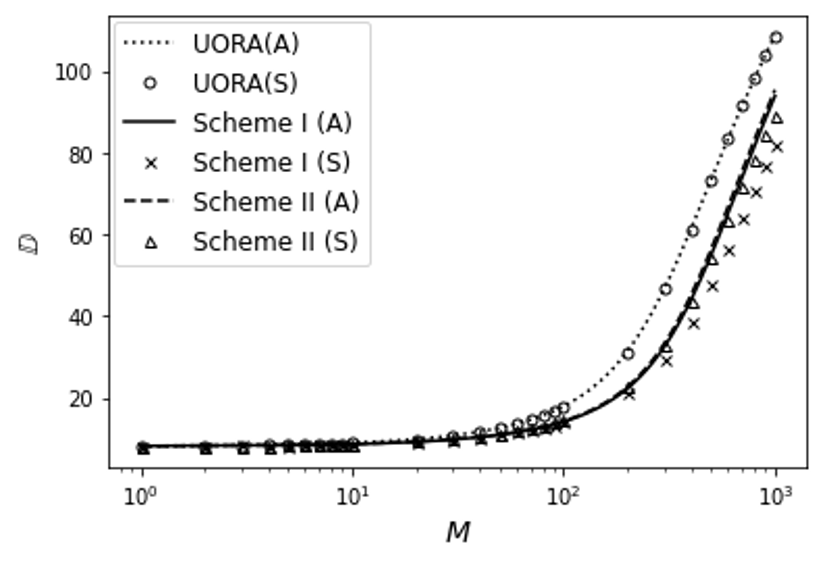 UORA(A)
UORA(S)
Scheme I (A)
Scheme I (S)
Scheme II (A)
Scheme II (S)
100
80
60
40
20
𝔻
10⁰
10¹
10²
10³
M